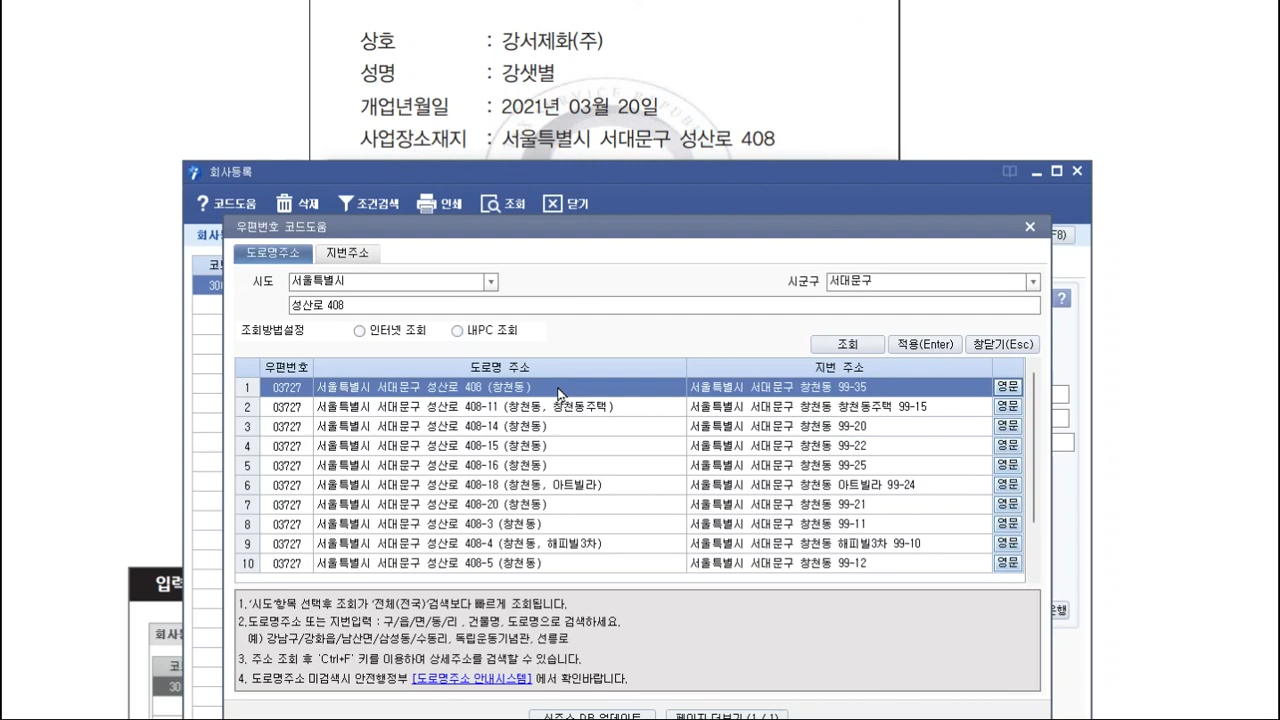 상호 : 강서제화(주)
성명 : 강샛별
개업년월일 : 2021년 03월 20일
사업장소재지 : 서울특별시 서대문구 성산로 408
회사등록
? 코드도움 삭제 조건검색 인쇄 조회 닫기
회사 F8)
우편번호 코드도움
도로명주소 지번주소
시도 서울특별시 시군구 서대문구
성산로 408
조회방법설정 인터넷 조회 내PC 조회
조회 적용(Enter) 창닫기(Esc)
우편번호 도로명 주소 지번 주소
1 03727 서울특별시 서대문구 성산로 408 (창천동) 서울특별시 서대문구 창천동 99-35 영문
2 03727 서울특별시 서대문구 성산로 408-11 (창천동, 창천동주택) 서울특별시 서대문구 창천동 창천동주택 99-15 영문
3 03727 서울특별시 서대문구 성산로 408-14 (창천동) 서울특별시 서대문구 창천동 99-20 영문
4 03727 서울특별시 서대문구 성산로 408-15 (창천동) 서울특별시 서대문구 창천동 99-22 영문
5 03727 서울특별시 서대문구 성산로 408-16 (창천동) 서울특별시 서대문구 창천동 99-25 영문
6 03727 서울특별시 서대문구 성산로 408-18 (창천동, 아트빌라) 서울특별시 서대문구 창천동 아트빌라 99-24 영문
7 03727 서울특별시 서대문구 성산로 408-20 (창천동) 서울특별시 서대문구 창천동 99-21 영문
8 03727 서울특별시 서대문구 성산로 408-3 (창천동) 서울특별시 서대문구 창천동 99-11 영문
9 03727 서울특별시 서대문구 성산로 408-4 (창천동, 해피빌3차) 서울특별시 서대문구 창천동 해피빌3차 99-10 영문
10 03727 서울특별시 서대문구 성산로 408-5 (창천동) 서울특별시 서대문구 창천동 99-12 영문
1.'시도'항목 선택후 조회가 '전체(전국)'검색보다 빠르게 조회됩니다.
2.도로명주소 또는 지번입력 : 구/읍/면/동/리 , 건물명, 도로명으로 검색하세요.
예) 강남구/강화읍/남산면/삼성동/수동리, 독립운동기념관, 선릉로
3. 주소 조회 후 'Ctrl+F' 키를 이용하여 상세주소를 검색할 수 있습니다.
4. 도로명주소 미검색시 안전행정부 [도로명주소 안내시스템] 에서 확인바랍니다.
신주소 DB 업데이트 페이지 더보기 (1 / 1)
입력
회사
코
30